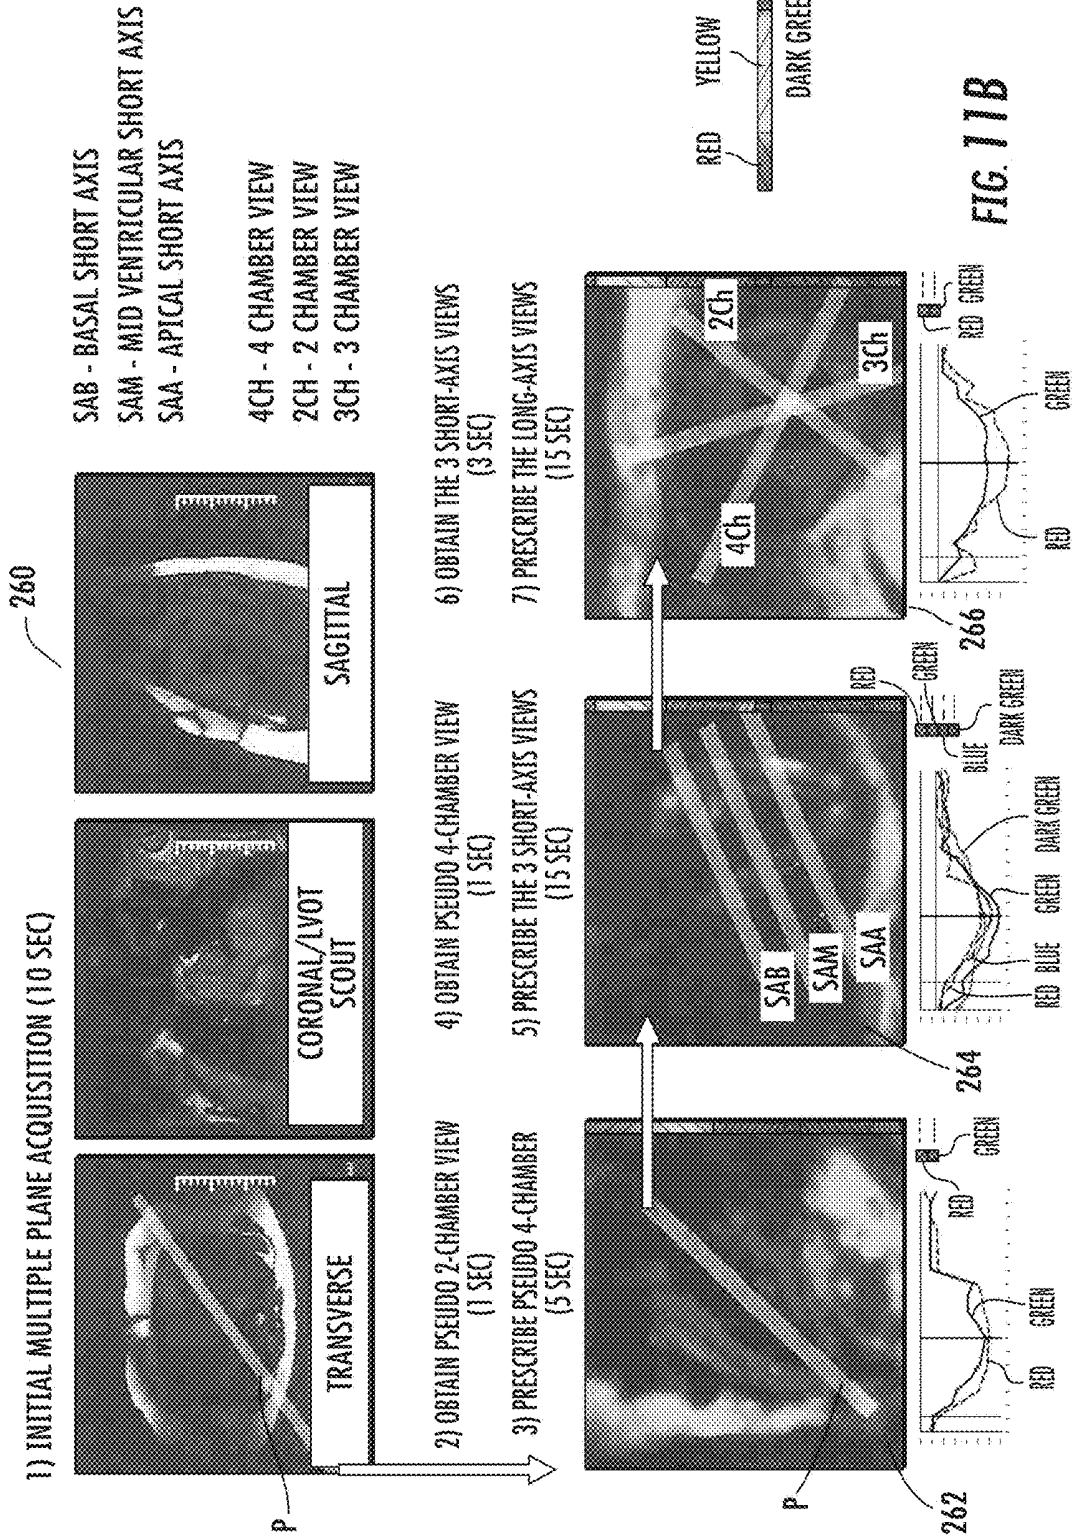 1) INITIAL MULTIPLE PLANE ACQUISITION (10 SEC)
260
P
TRANSVERSE
CORONAL/LVOT
SCOUT
SAGITTAL
SAB - BASAL SHORT AXIS
SAM - MID VENTRICULAR SHORT AXIS
SAA - APICAL SHORT AXIS
4CH - 4 CHAMBER VIEW
2CH - 2 CHAMBER VIEW
3CH - 3 CHAMBER VIEW
2) OBTAIN PSEUDO 2-CHAMBER VIEW
(1 SEC)
3) PRESCRIBE PSEUDO 4-CHAMBER
(5 SEC)
4) OBTAIN PSEUDO 4-CHAMBER VIEW
(1 SEC)
5) PRESCRIBE THE 3 SHORT-AXIS VIEWS
(15 SEC)
6) OBTAIN THE 3 SHORT-AXIS VIEWS
(3 SEC)
7) PRESCRIBE THE LONG-AXIS VIEWS
(15 SEC)
P
262
SAB
SAM
SAA
264
4Ch
2Ch
3Ch
266
RED
YELLOW
DARK GREE
RED
GREEN
RED
GREEN
RED
GREEN
BLUE
DARK GREEN
RED
BLUE
GREEN
DARK GREEN
RED
GREEN
RED
GREEN
FIG. 11B